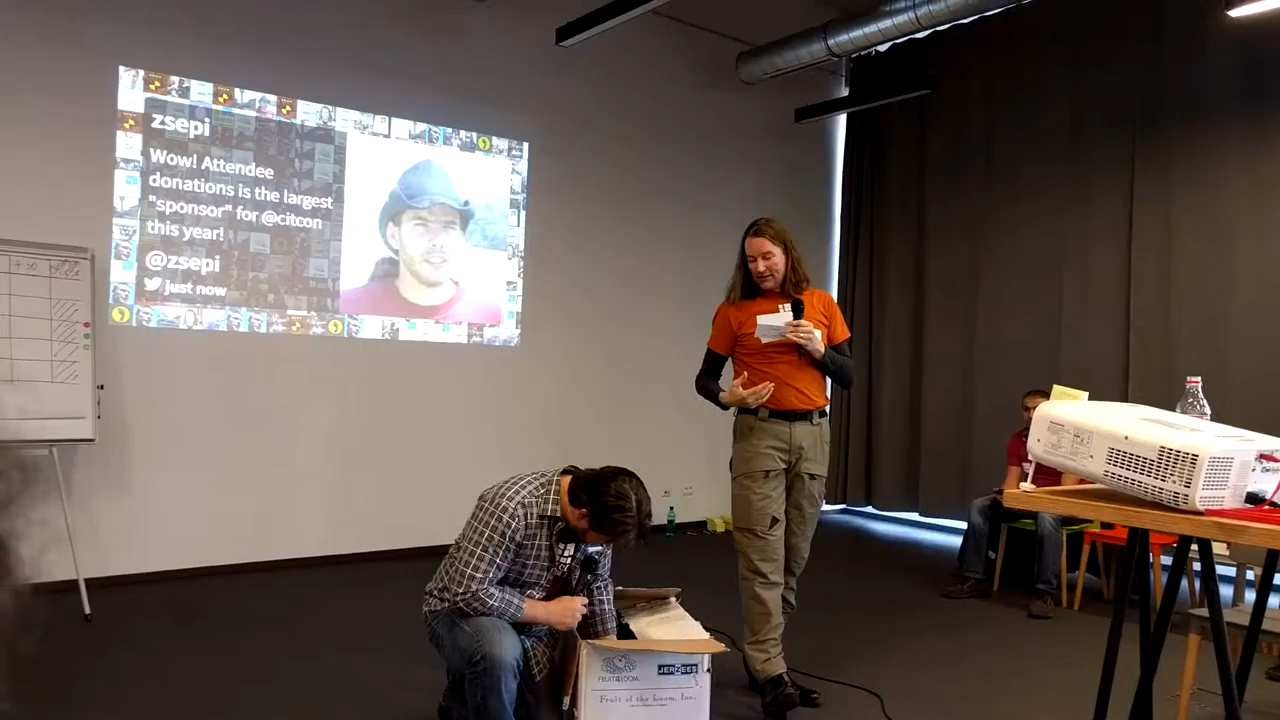 zsepi
Wow! Attendee
donations is the largest
"sponsor" for @citcon
this year!
@zsepi
just now
FRUIT OF THE LOOM
JERZEES
Fruit of the Loom, Inc.